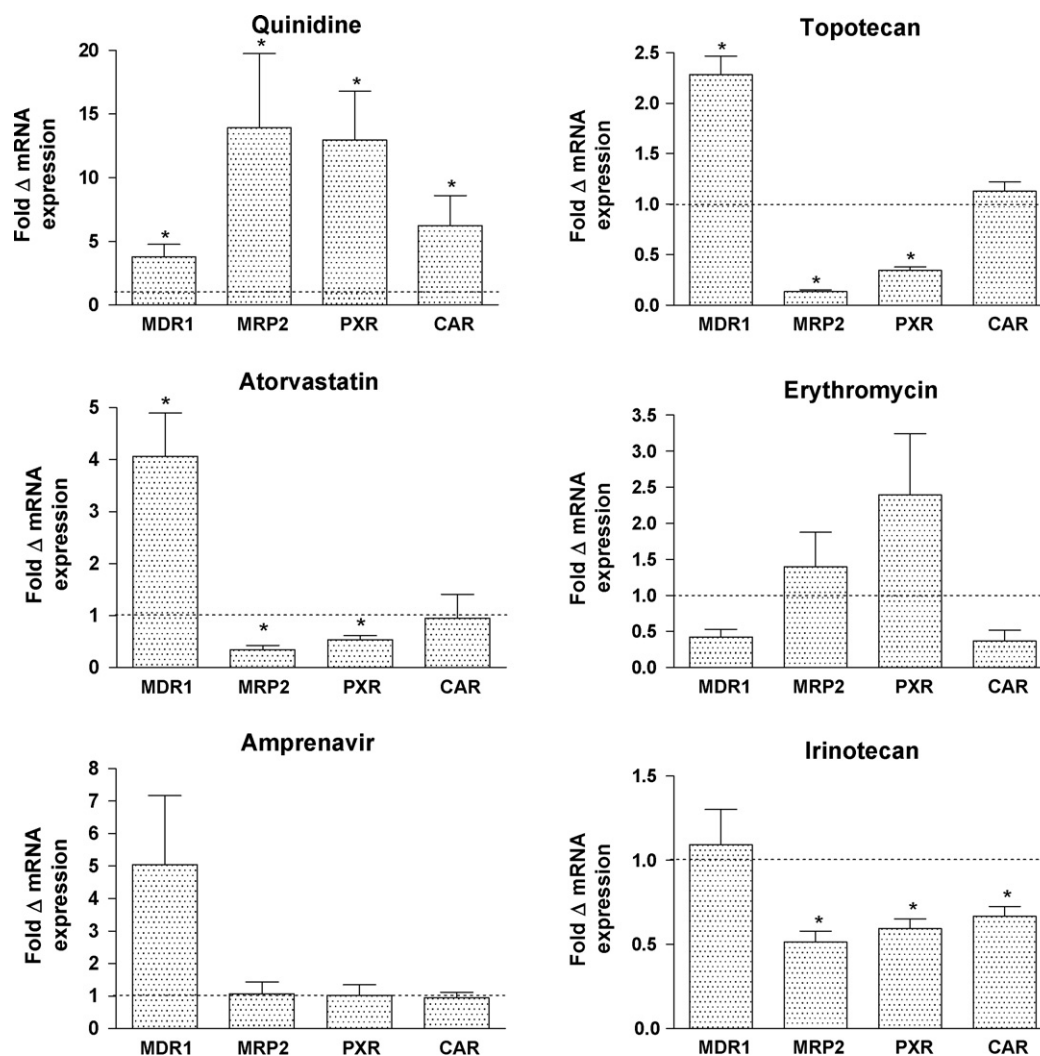 Quinidine
Fold Δ mRNA
expression
20
15
10
5
0
*
*
*
*
MDR1 MRP2 PXR CAR
Topotecan
Fold Δ mRNA
expression
2.5
2.0
1.5
1.0
0.5
0.0
*
*
*
MDR1 MRP2 PXR CAR
Atorvastatin
Fold Δ mRNA
expression
5
4
3
2
1
0
*
*
*
MDR1 MRP2 PXR CAR
Erythromycin
Fold Δ mRNA
expression
3.5
3.0
2.5
2.0
1.5
1.0
0.5
0.0
MDR1 MRP2 PXR CAR
Amprenavir
Fold Δ mRNA
expression
8
7
6
5
4
3
2
1
0
MDR1 MRP2 PXR CAR
Irinotecan
Fold Δ mRNA
expression
1.5
1.0
0.5
0.0
*
*
*
MDR1 MRP2 PXR CAR